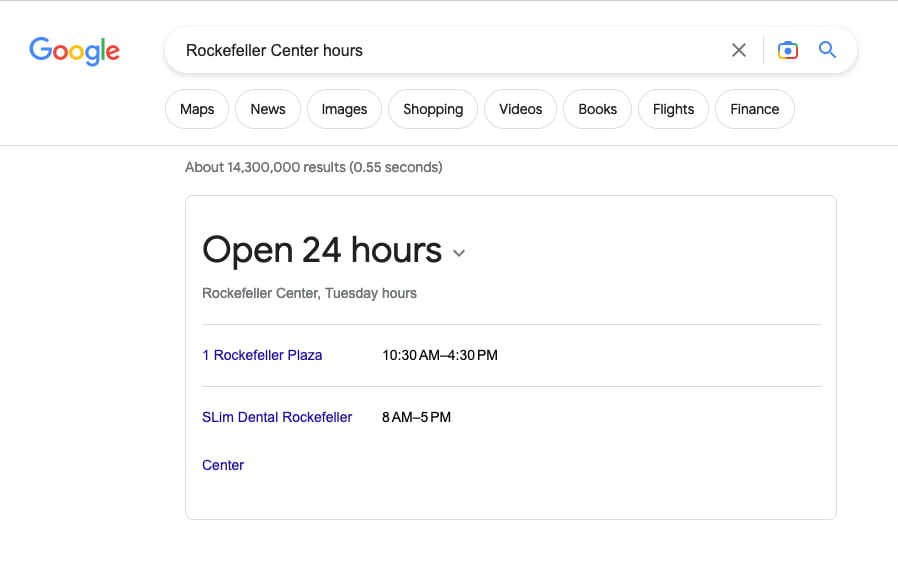 Google
Rockefeller Center hours
Maps News Images Shopping Videos Books Flights Finance
About 14,300,000 results (0.55 seconds)
Open 24 hours
Rockefeller Center, Tuesday hours
1 Rockefeller Plaza 10:30 AM–4:30 PM
SLim Dental Rockefeller 8 AM–5 PM
Center